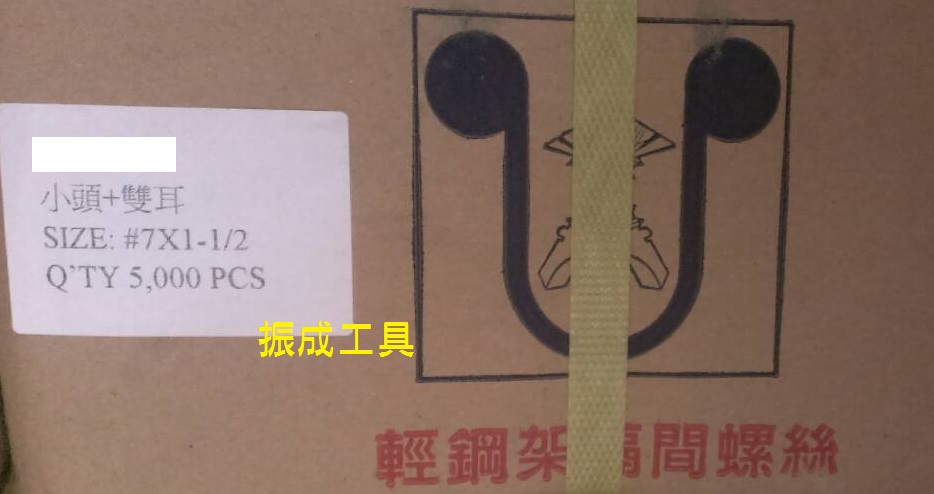 小頭+雙耳
SIZE: #7X1-1/2
Q'TY 5,000 PCS
振成工具
輕鋼架隔間螺絲